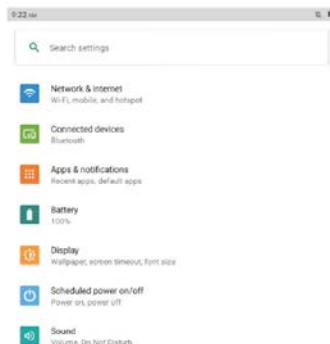 9:22 AM
Search settings
Network & internet
Wi-Fi, mobile, and hotspot
Connected devices
Bluetooth
Apps & notifications
Recent apps, default apps
Battery
100%
Display
Wallpaper, screen timeout, font size
Scheduled power on/off
Power on, power off
Sound
Volume, Do Not Disturb